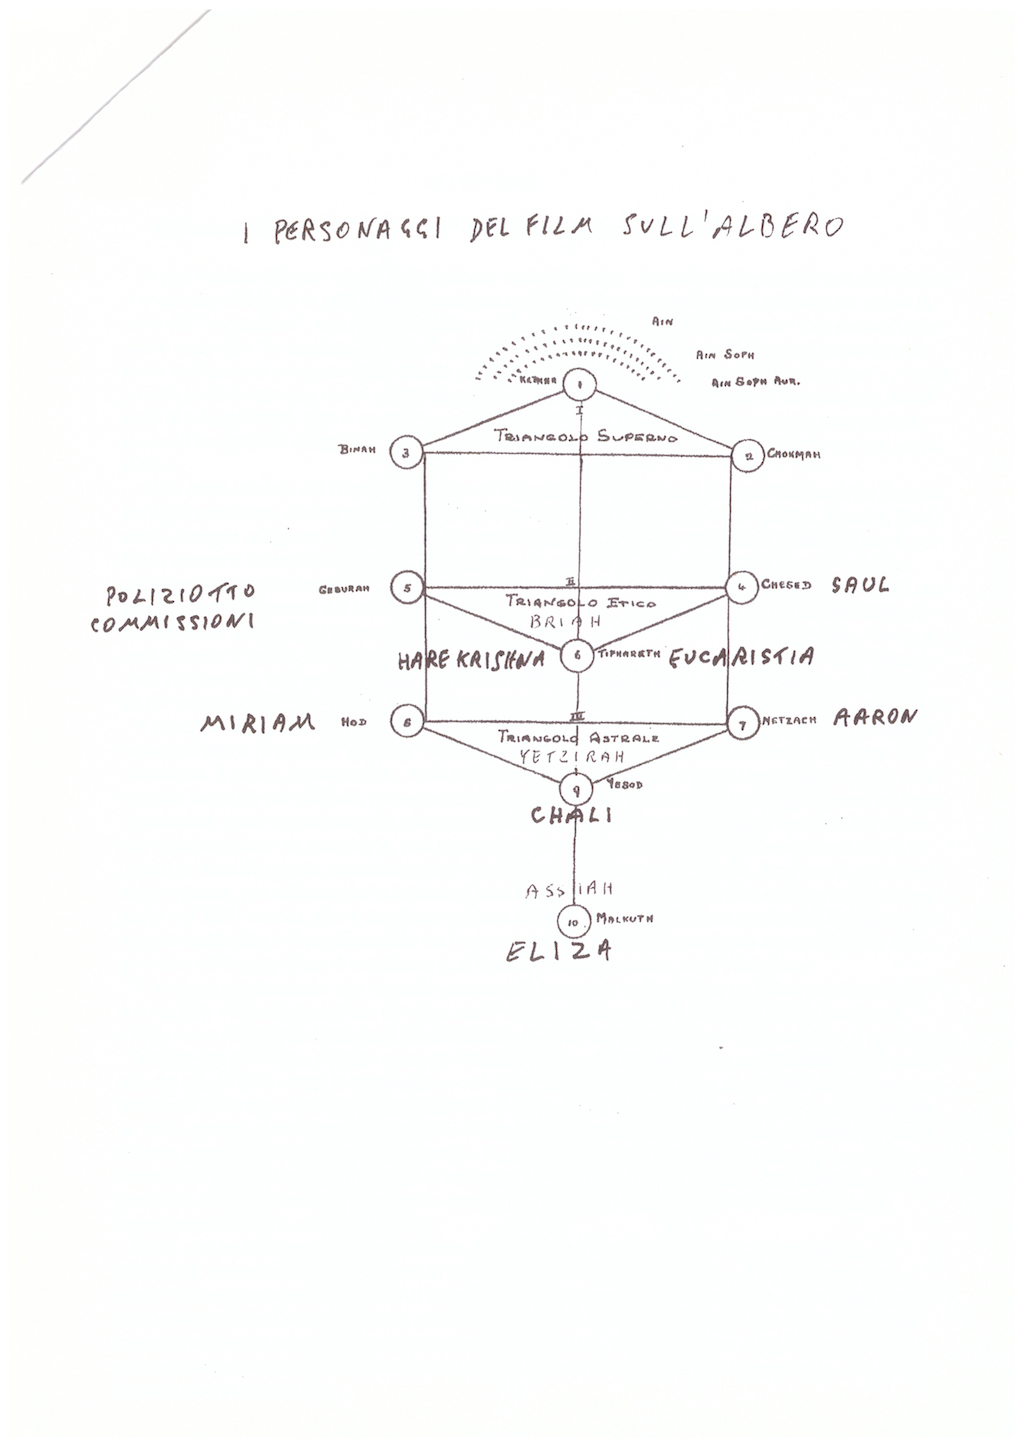 I PERSONAGGI DEL FILM SULL'ALBERO
AIN
AIN SOPH
AIN SOPH AUR.
KETHER
1
I
TRIANGOLO SUPERNO
BINAH 3
2 CHOKMAH
POLIZIOTTO
COMMISSIONI
GEBURAH 5
II
4 CHESED SAUL
TRIANGOLO ETICO
BRIAH
HARE KRISHNA 6 TIPHARETH EUCARISTIA
MIRIAM HOD 8
III
7 NETZACH AARON
TRIANGOLO ASTRALE
YETZIRAH
9 YESOD
CHALI
ASSIAH
10. MALKUTH
ELIZA